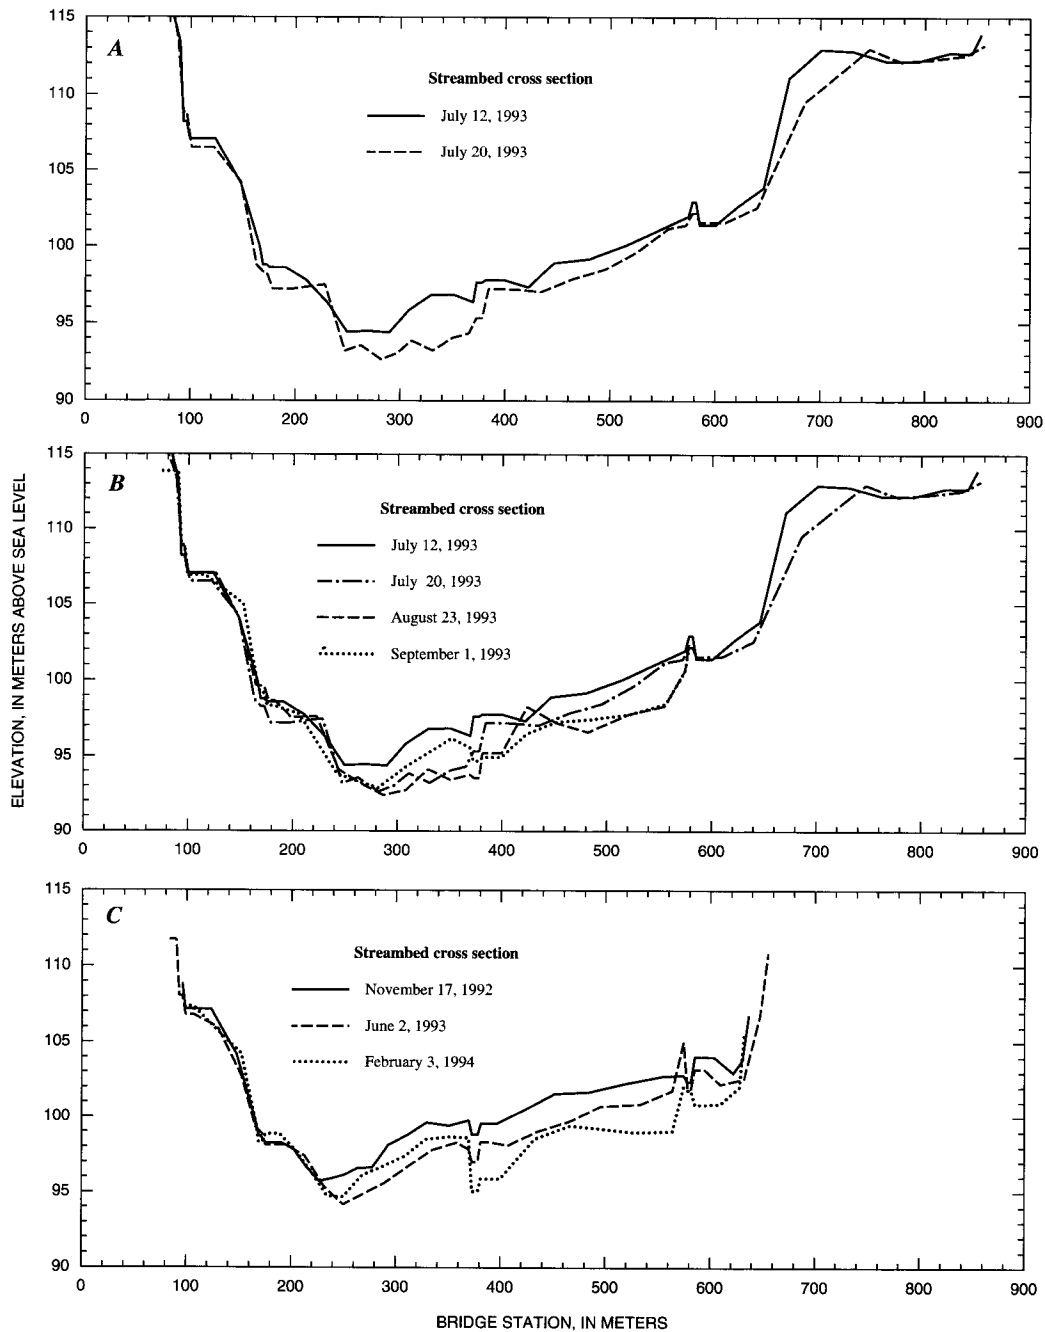 A
Streambed cross section
July 12, 1993
July 20, 1993
115
110
105
100
95
90
0 100 200 300 400 500 600 700 800 900
B
Streambed cross section
July 12, 1993
July 20, 1993
August 23, 1993
September 1, 1993
115
110
105
100
95
90
0 100 200 300 400 500 600 700 800 900
ELEVATION, IN METERS ABOVE SEA LEVEL
C
Streambed cross section
November 17, 1992
June 2, 1993
February 3, 1994
115
110
105
100
95
90
0 100 200 300 400 500 600 700 800 900
BRIDGE STATION, IN METERS